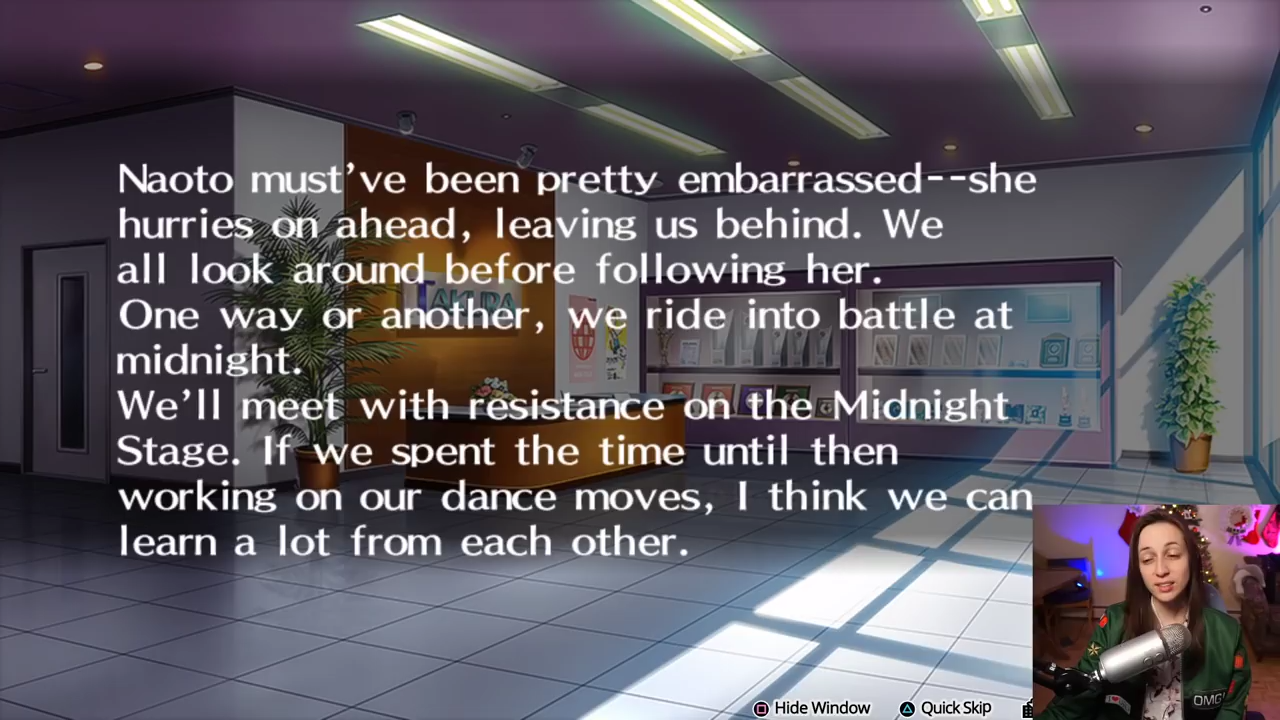 Naoto must've been pretty embarrassed--she
hurries on ahead, leaving us behind. We
all look around before following her.
One way or another, we ride into battle at
midnight.
We'll meet with resistance on the Midnight
Stage. If we spent the time until then
working on our dance moves, I think we can
learn a lot from each other.
TAKURA
Hide Window
Quick Skip
OMG!